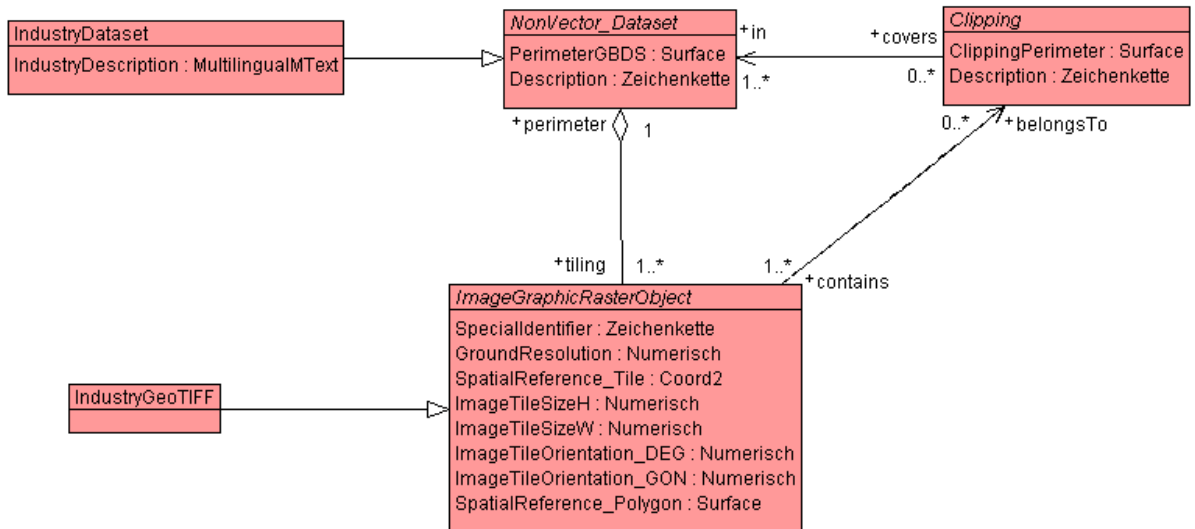 IndustryDataset
IndustryDescription : MultilingualMText
NonVector_Dataset
PerimeterGBDS : Surface
Description : Zeichenkette
+in
1..*
+covers
0..*
Clipping
ClippingPerimeter : Surface
Description : Zeichenkette
+perimeter
1
0..*
+belongsTo
+tiling
1..*
1..*
+contains
ImageGraphicRasterObject
SpecialIdentifier : Zeichenkette
GroundResolution : Numerisch
SpatialReference_Tile : Coord2
ImageTileSizeH : Numerisch
ImageTileSizeW : Numerisch
ImageTileOrientation_DEG : Numerisch
ImageTileOrientation_GON : Numerisch
SpatialReference_Polygon : Surface
IndustryGeoTIFF